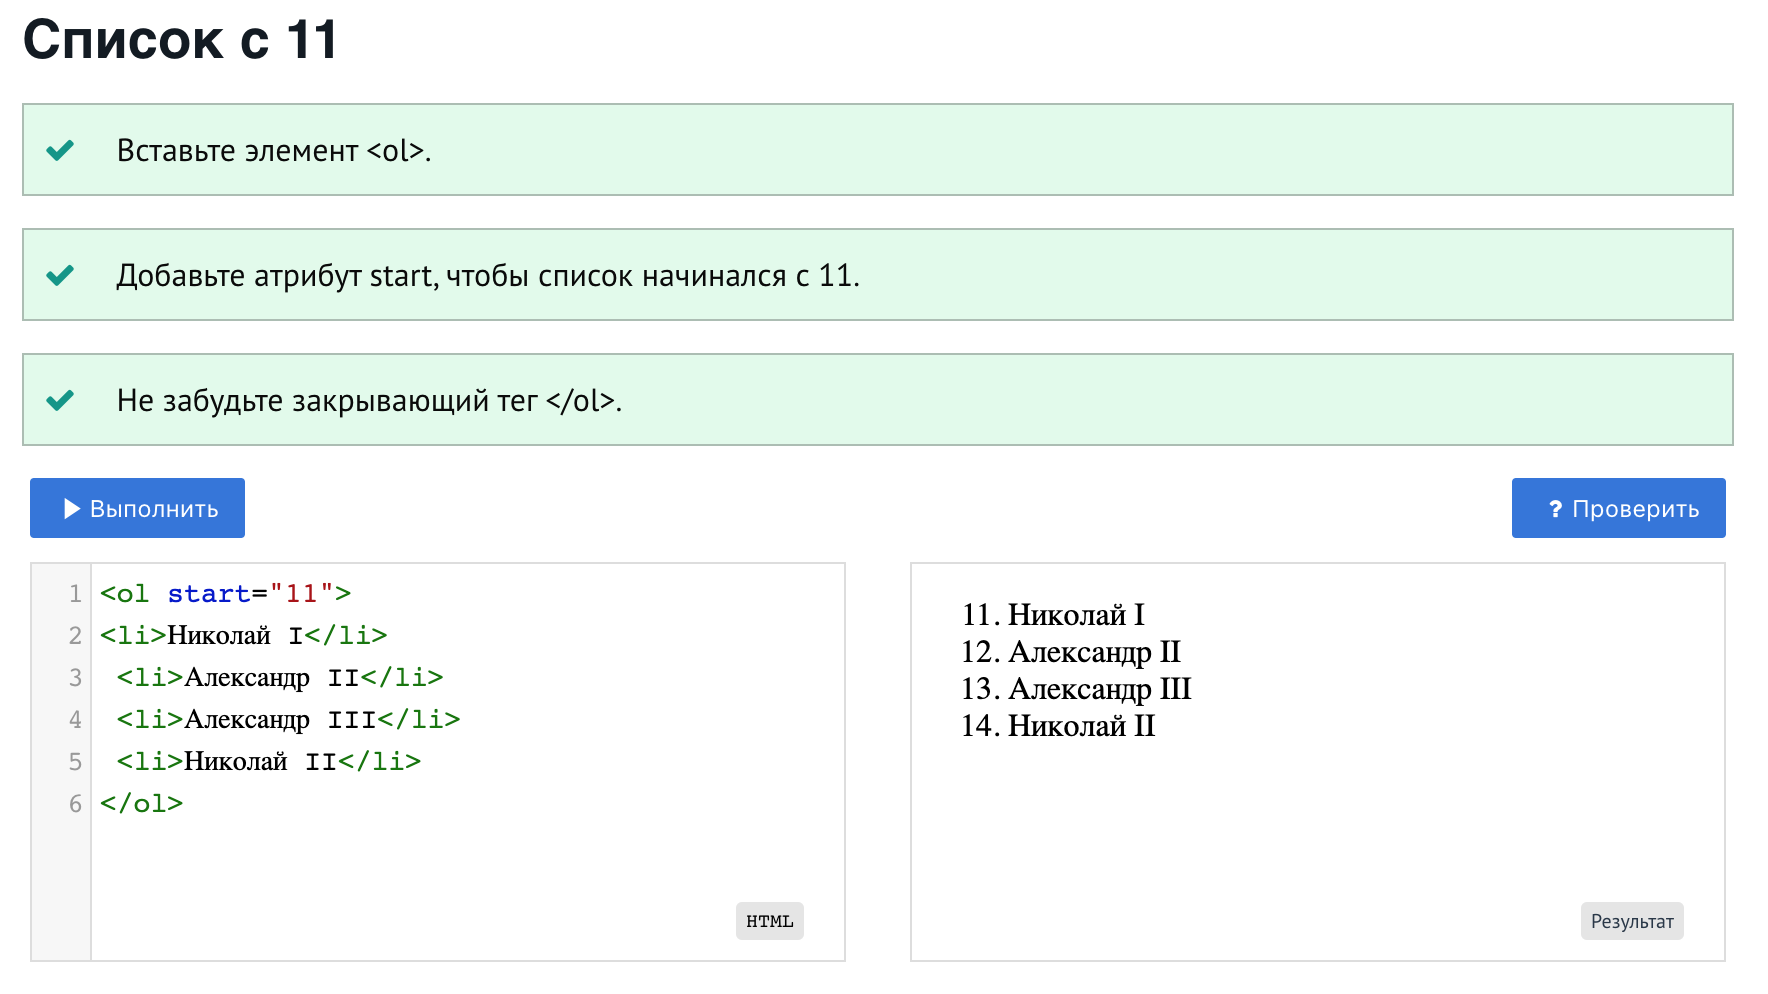 Список с 11
Вставьте элемент <ol>.
Добавьте атрибут start, чтобы список начинался с 11.
Не забудьте закрывающий тег </ol>.
Выполнить
? Проверить
1 <ol start="11">
2 <li>Николай I</li>
3 <li>Александр II</li>
4 <li>Александр III</li>
5 <li>Николай II</li>
6 </ol>
HTML
11. Николай I
12. Александр II
13. Александр III
14. Николай II
Результат